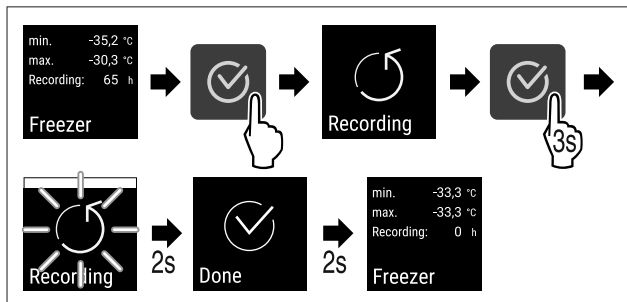 min. -35,2 °C
max. -30,3 °C
Recording: 65 h
Freezer
Recording
3s
Recording
2s
Done
2s
min. -33,3 °C
max. -33,3 °C
Recording: 0 h
Freezer